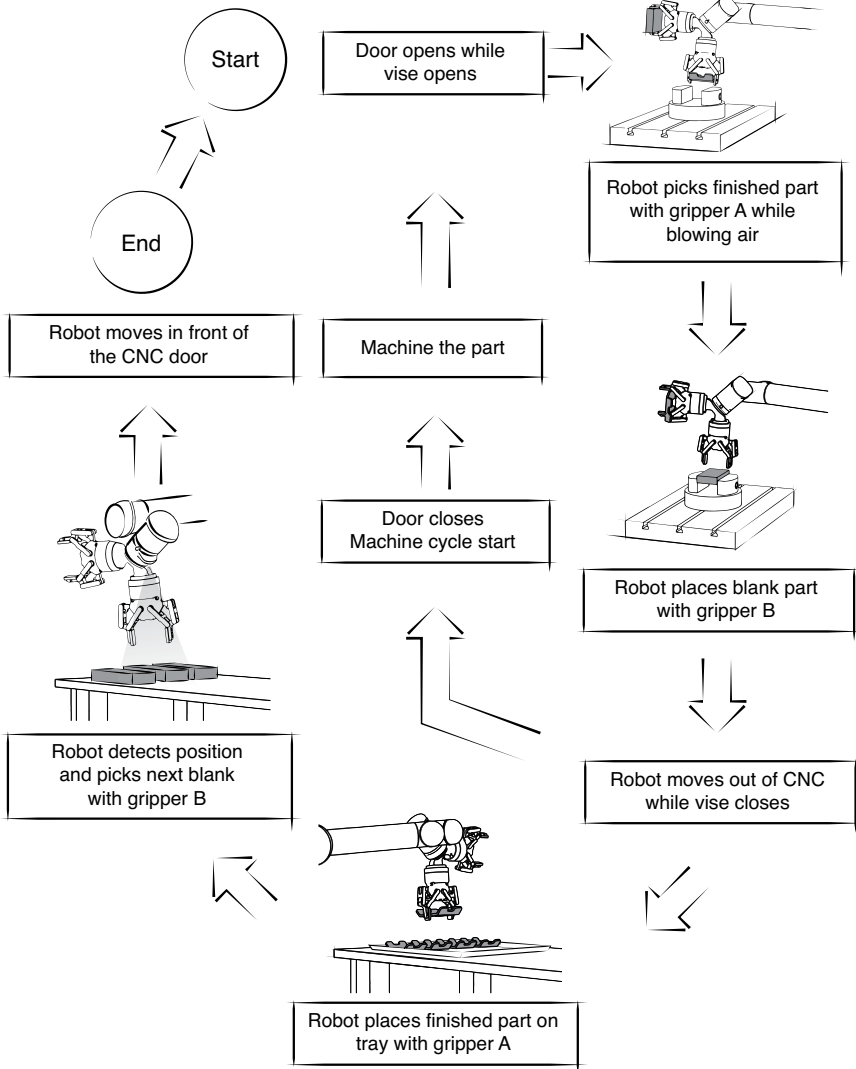 Start
Door opens while
vise opens
Robot picks finished part
with gripper A while
blowing air
Robot places blank part
with gripper B
Robot moves out of CNC
while vise closes
Robot places finished part on
tray with gripper A
Robot detects position
and picks next blank
with gripper B
Robot moves in front of
the CNC door
End
Door closes
Machine cycle start
Machine the part